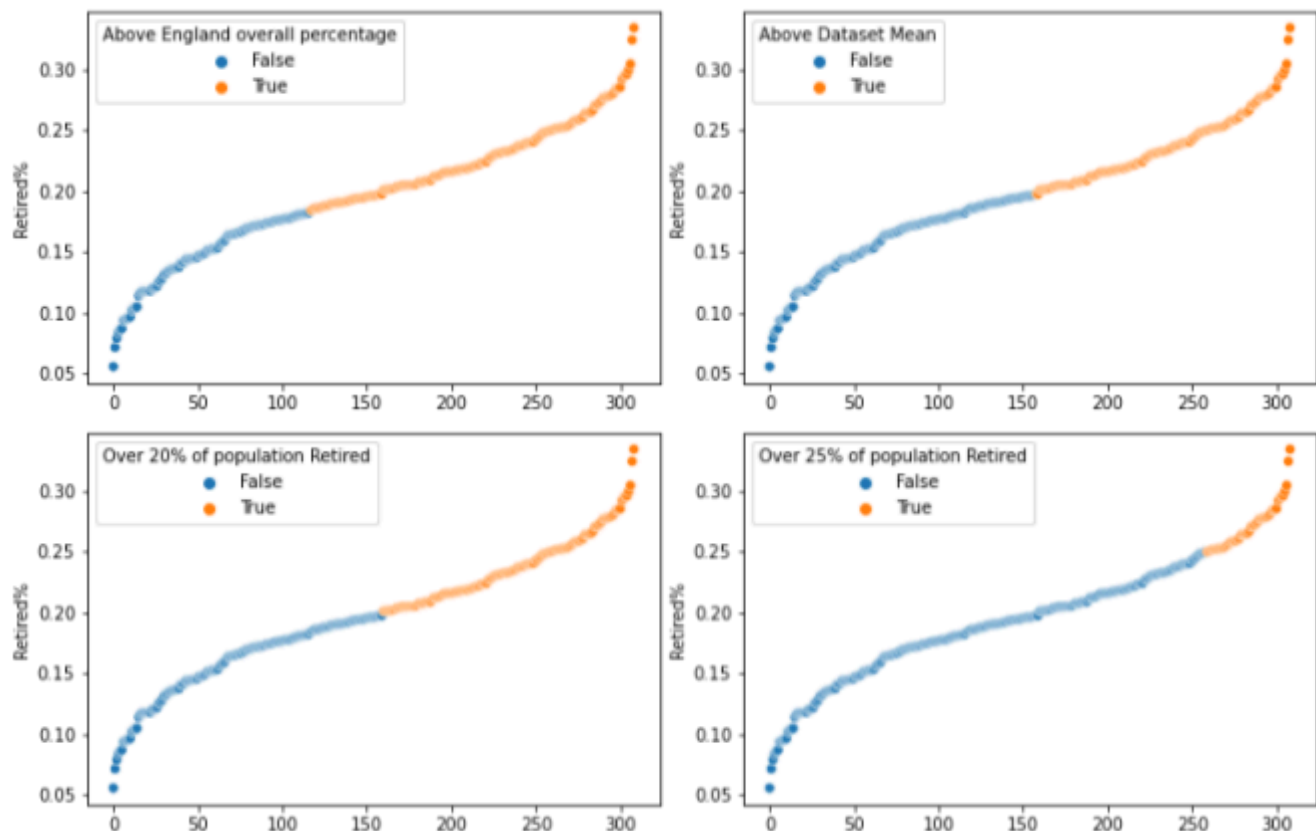 Above England overall percentage
False
True
Retired%
0.30
0.25
0.20
0.15
0.10
0.05
0 50 100 150 200 250 300
Above Dataset Mean
False
True
Retired%
0.30
0.25
0.20
0.15
0.10
0.05
0 50 100 150 200 250 300
Over 20% of population Retired
False
True
Retired%
0.30
0.25
0.20
0.15
0.10
0.05
0 50 100 150 200 250 300
Over 25% of population Retired
False
True
Retired%
0.30
0.25
0.20
0.15
0.10
0.05
0 50 100 150 200 250 300